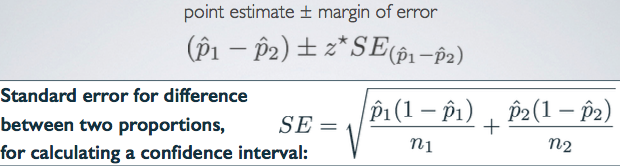 point estimate ± margin of error
(p̂₁ − p̂₂) ± z⋆SE₍p̂₁−p̂₂₎
Standard error for difference
between two proportions,
for calculating a confidence interval:
SE = √(p̂₁(1 − p̂₁)/n₁ + p̂₂(1 − p̂₂)/n₂)